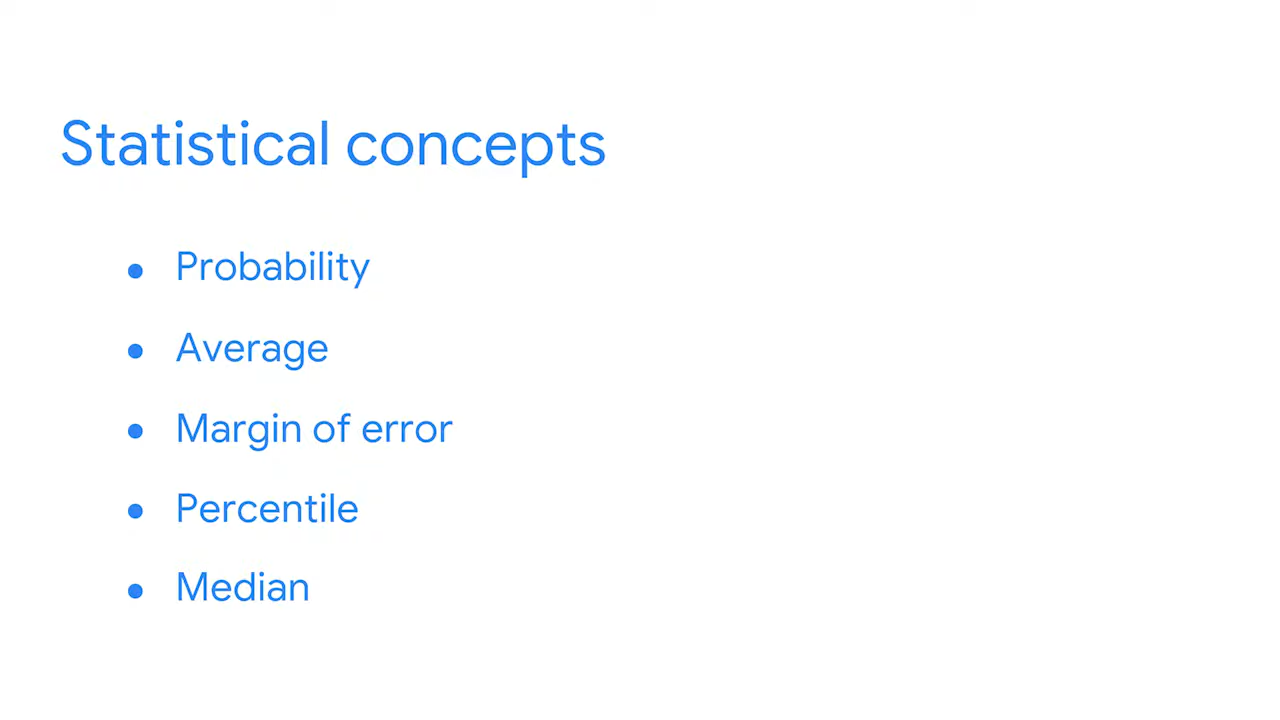 Statistical concepts
● Probability
● Average
● Margin of error
● Percentile
● Median